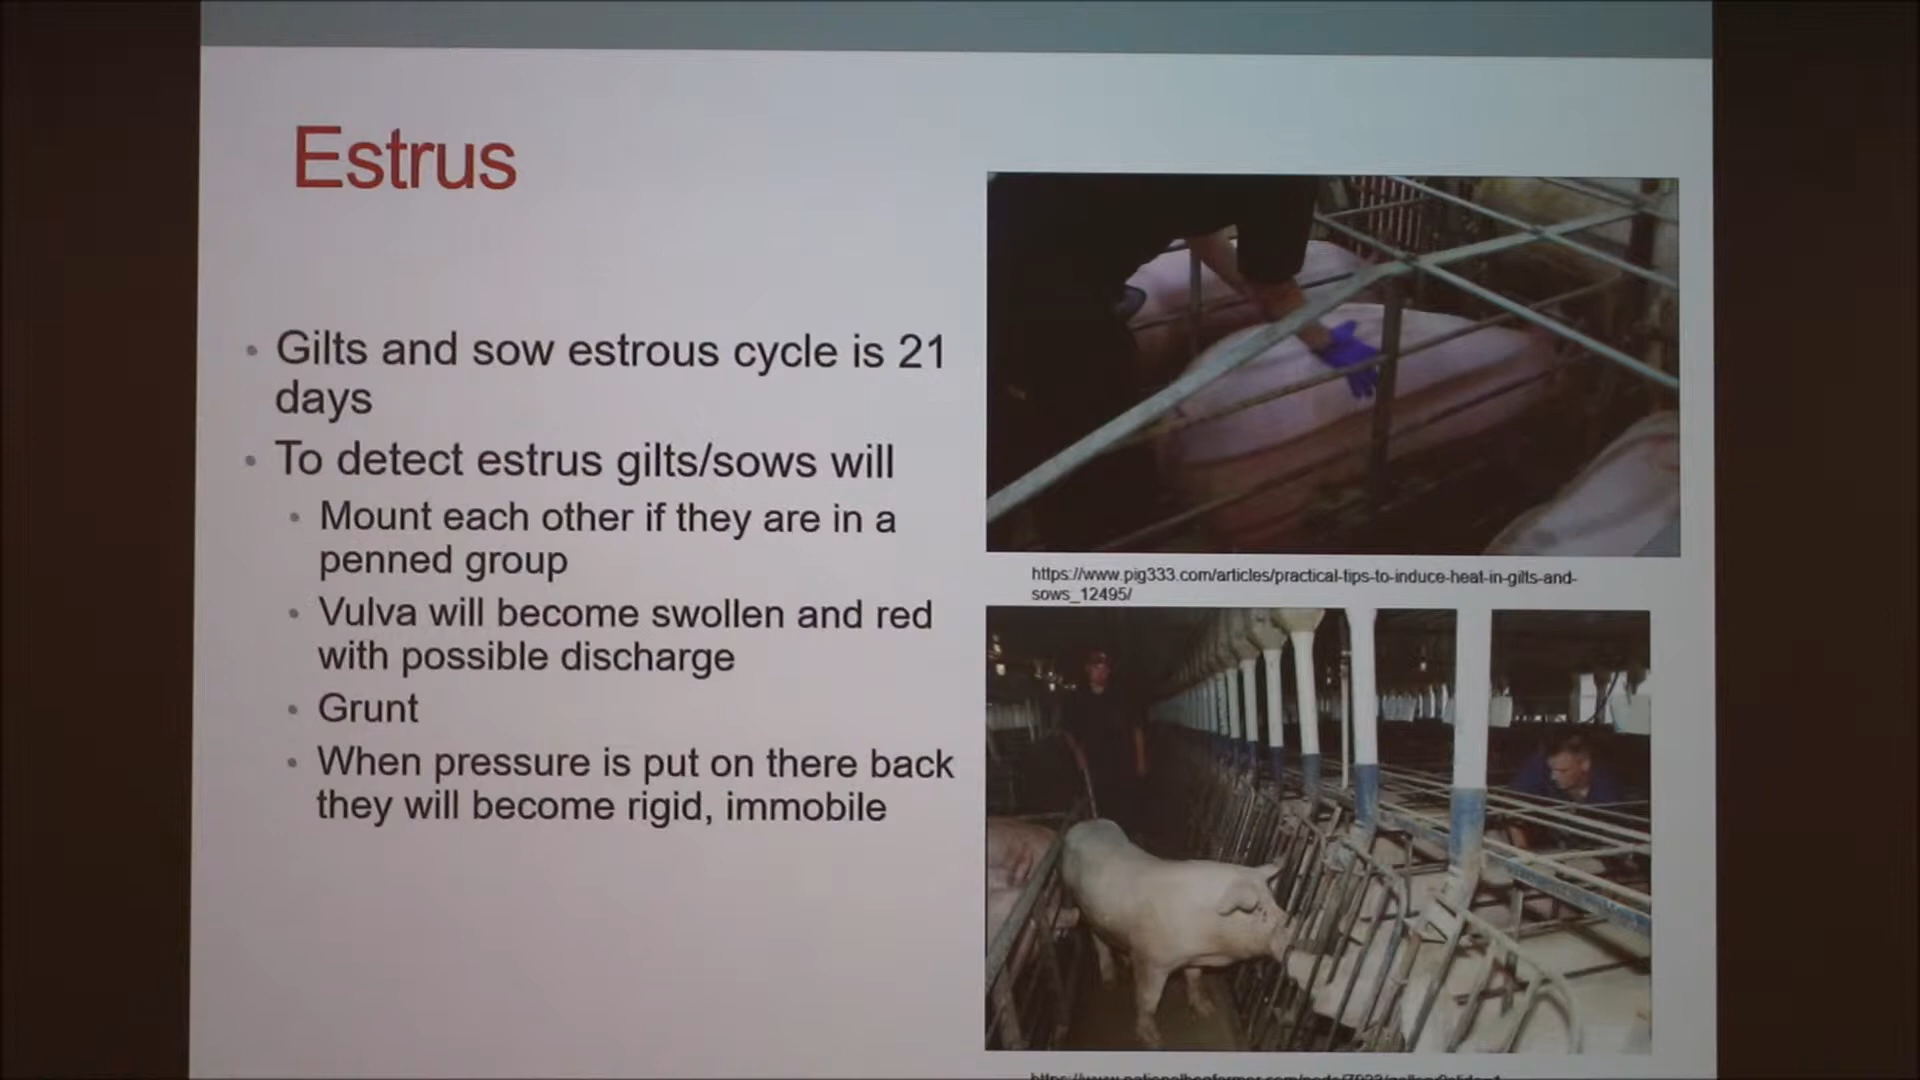 Estrus
Gilts and sow estrous cycle is 21
days
To detect estrus gilts/sows will
Mount each other if they are in a
penned group
Vulva will become swollen and red
with possible discharge
Grunt
When pressure is put on there back
they will become rigid, immobile
https://www.pig333.com/articles/practical-tips-to-induce-heat-in-gilts-and-
sows_12495/